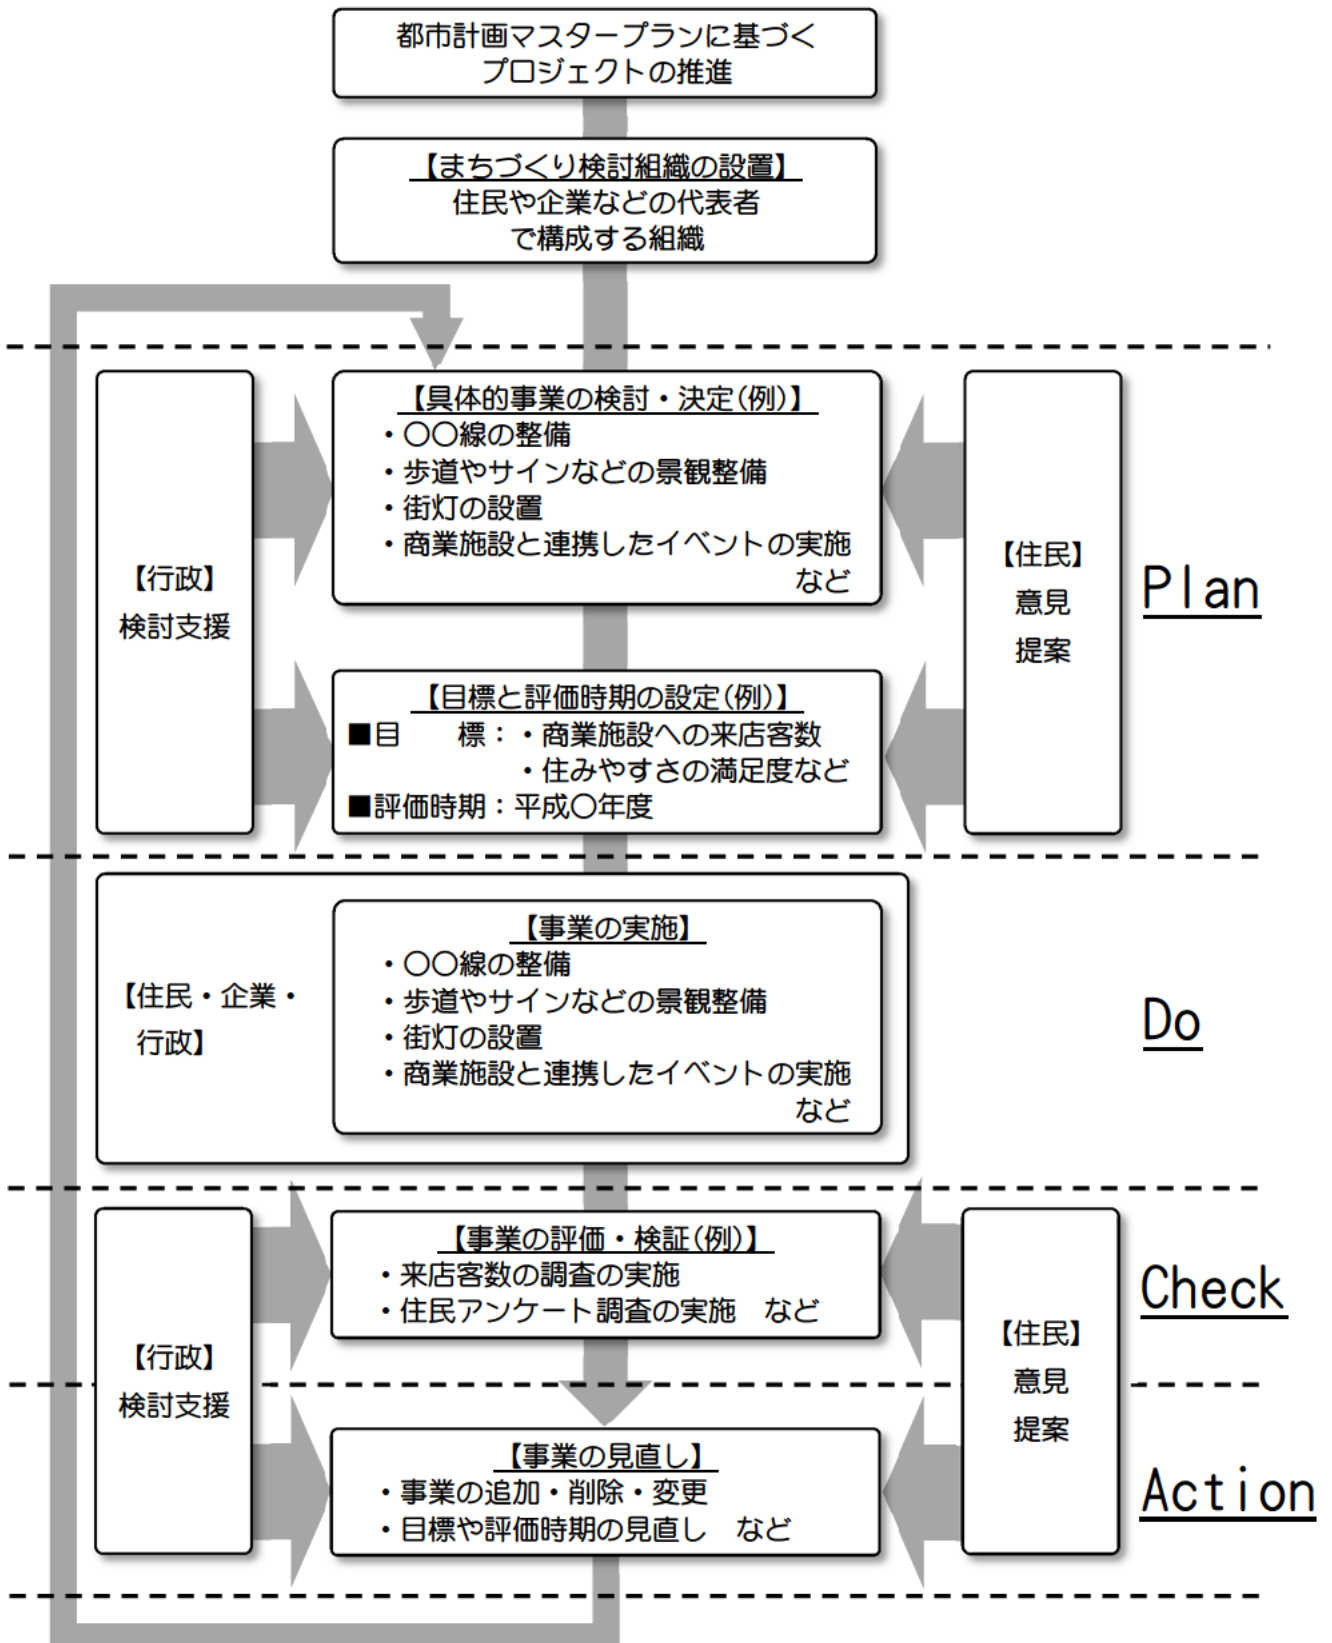 都市計画マスタープランに基づく
プロジェクトの推進
【まちづくり検討組織の設置】
住民や企業などの代表者
で構成する組織
【行政】
検討支援
【具体的事業の検討・決定(例)】
・〇〇線の整備
・歩道やサインなどの景観整備
・街灯の設置
・商業施設と連携したイベントの実施
など
【目標と評価時期の設定(例)】
■目　　標：・商業施設への来店客数
・住みやすさの満足度など
■評価時期：平成〇年度
【住民】
意見
提案
Plan
【住民・企業・
行政】
【事業の実施】
・〇〇線の整備
・歩道やサインなどの景観整備
・街灯の設置
・商業施設と連携したイベントの実施
など
Do
【行政】
検討支援
【事業の評価・検証(例)】
・来店客数の調査の実施
・住民アンケート調査の実施　など
【住民】
意見
提案
Check
【事業の見直し】
・事業の追加・削除・変更
・目標や評価時期の見直し　など
Action